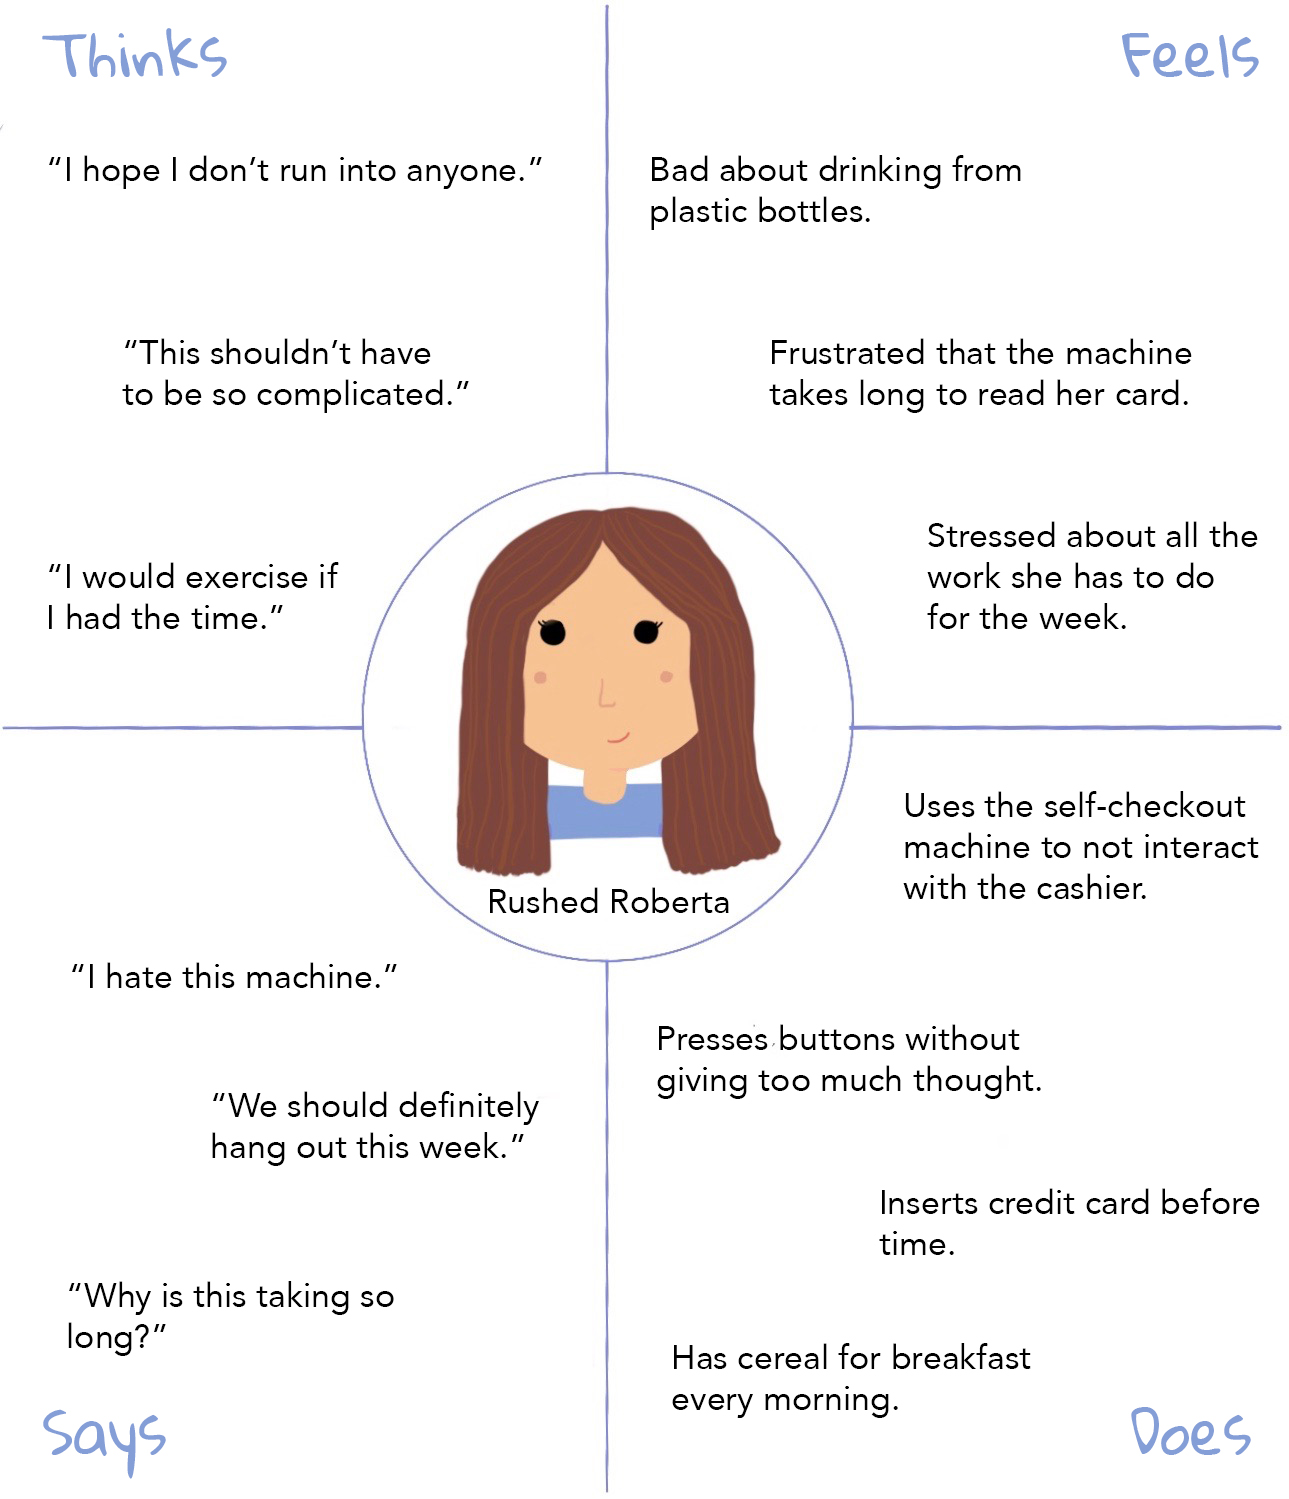 Thinks
“I hope I don’t run into anyone.”
“This shouldn’t have
to be so complicated.”
“I would exercise if
I had the time.”
Feels
Bad about drinking from
plastic bottles.
Frustrated that the machine
takes long to read her card.
Stressed about all the
work she has to do
for the week.
Rushed Roberta
“I hate this machine.”
“We should definitely
hang out this week.”
“Why is this taking so
long?”
Says
Uses the self-checkout
machine to not interact
with the cashier.
Presses buttons without
giving too much thought.
Inserts credit card before
time.
Has cereal for breakfast
every morning.
Does